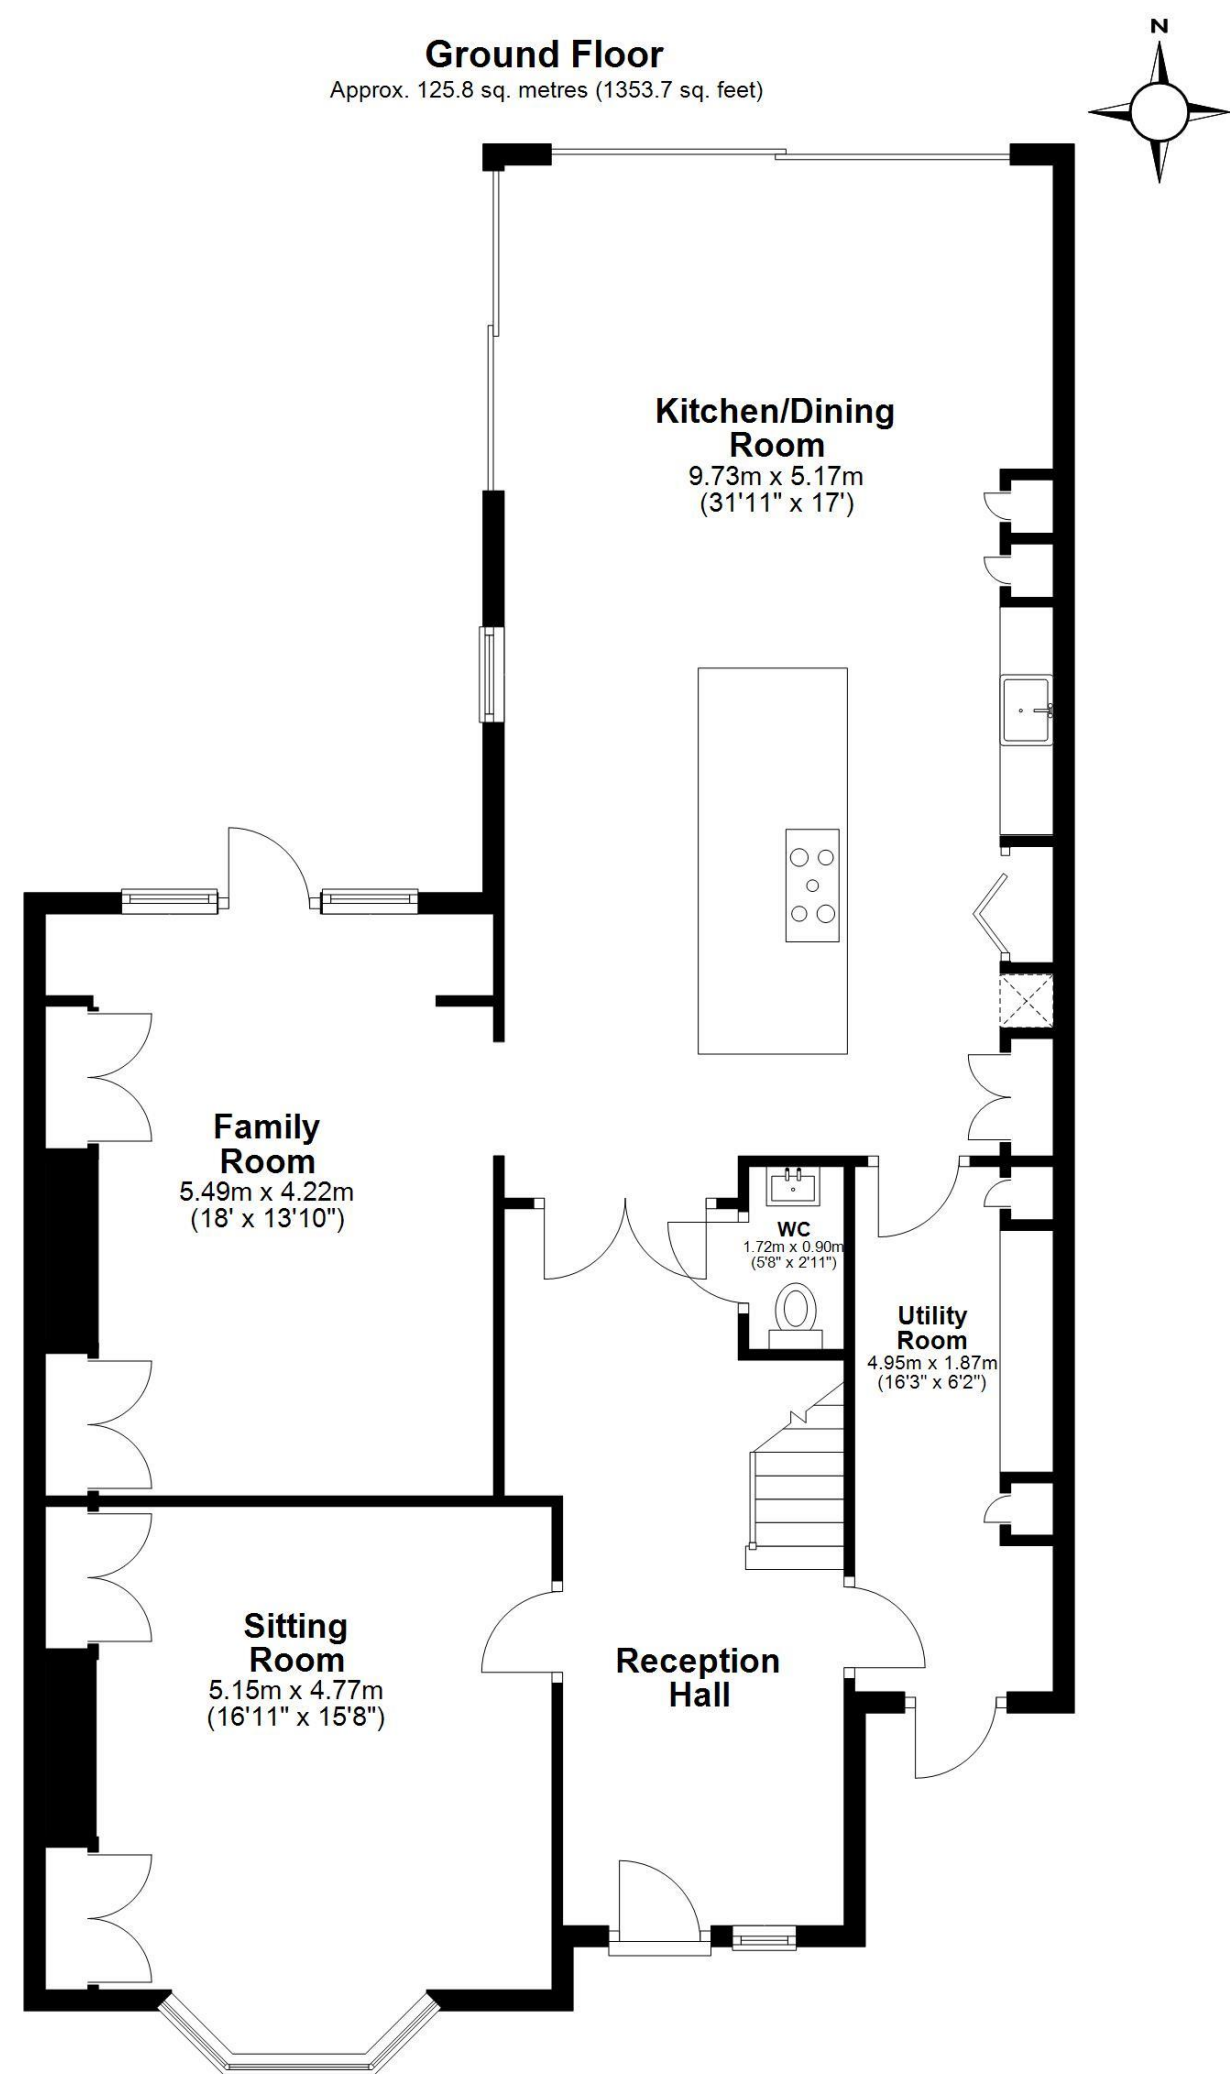 Ground Floor
Approx. 125.8 sq. metres (1353.7 sq. feet)
N
Kitchen/Dining
Room
9.73m x 5.17m
(31'11" x 17')
Family
Room
5.49m x 4.22m
(18' x 13'10")
WC
1.72m x 0.90m
(5'8" x 2'11")
Utility
Room
4.95m x 1.87m
(16'3" x 6'2")
Sitting
Room
5.15m x 4.77m
(16'11" x 15'8")
Reception
Hall